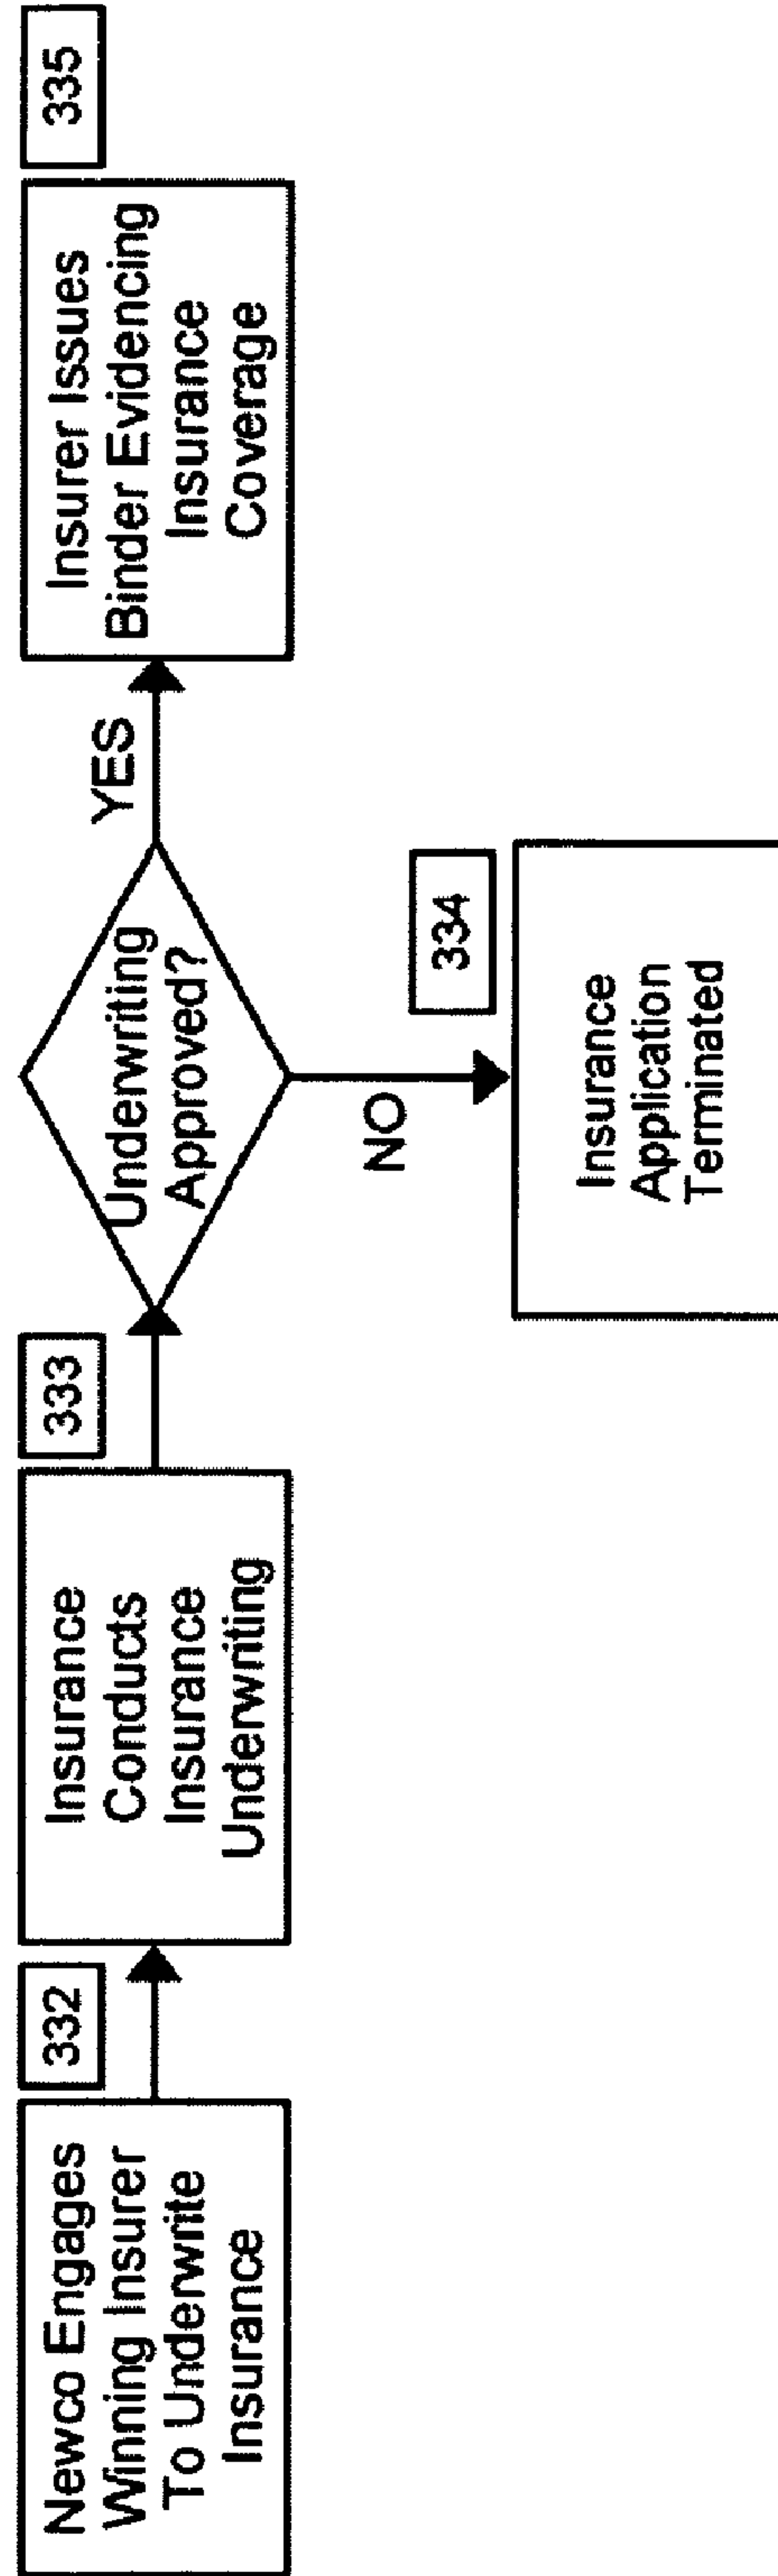 Newco Engages
Winning Insurer
To Underwrite
Insurance
332
Insurance
Conducts
Insurance
Underwriting
333
Underwriting
Approved?
YES
NO
334
Insurance
Application
Terminated
Insurer Issues
Binder Evidencing
Insurance
Coverage
335